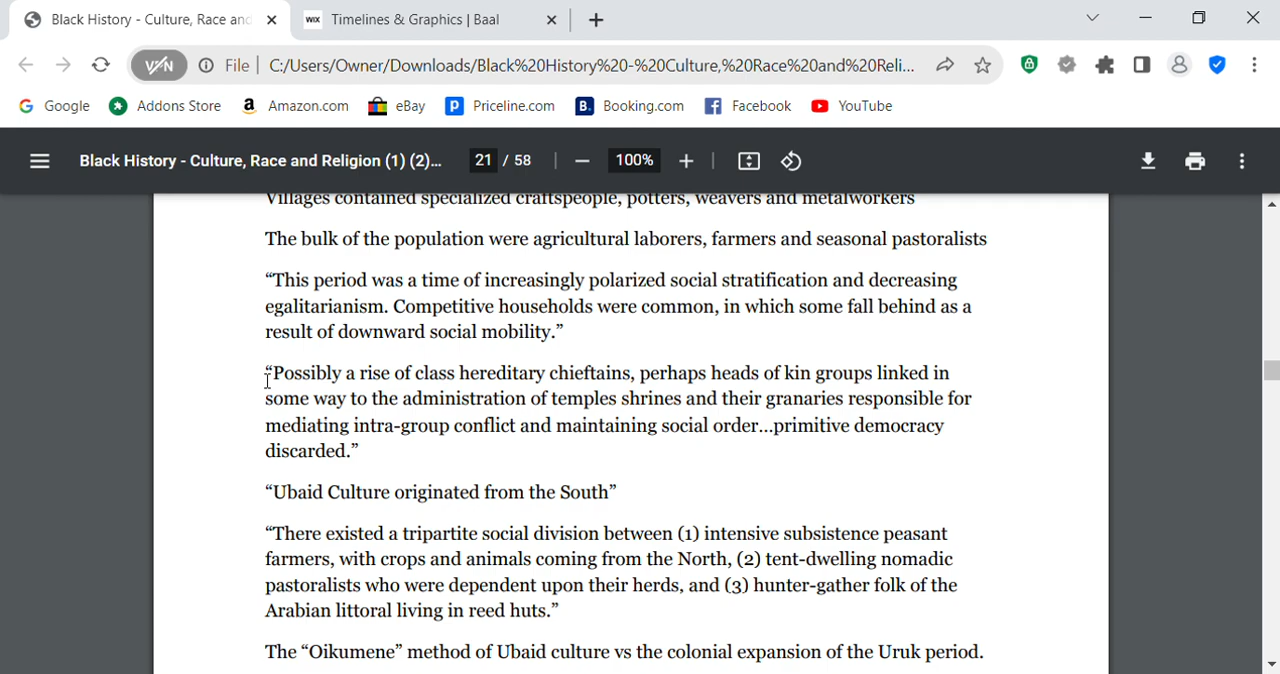 Black History - Culture, Race and
WIX Timelines & Graphics | Baal
VPN File C:/Users/Owner/Downloads/Black%20History%20-%20Culture,%20Race%20and%20Reli...
Google Addons Store Amazon.com eBay Priceline.com Booking.com Facebook YouTube
Black History - Culture, Race and Religion (1) (2)... 21 / 58 100%
Villages contained specialized craftspeople, potters, weavers and metalworkers
The bulk of the population were agricultural laborers, farmers and seasonal pastoralists
“This period was a time of increasingly polarized social stratification and decreasing
egalitarianism. Competitive households were common, in which some fall behind as a
result of downward social mobility.”
“Possibly a rise of class hereditary chieftains, perhaps heads of kin groups linked in
some way to the administration of temples shrines and their granaries responsible for
mediating intra-group conflict and maintaining social order…primitive democracy
discarded.”
“Ubaid Culture originated from the South”
“There existed a tripartite social division between (1) intensive subsistence peasant
farmers, with crops and animals coming from the North, (2) tent-dwelling nomadic
pastoralists who were dependent upon their herds, and (3) hunter-gather folk of the
Arabian littoral living in reed huts.”
The “Oikumene” method of Ubaid culture vs the colonial expansion of the Uruk period.